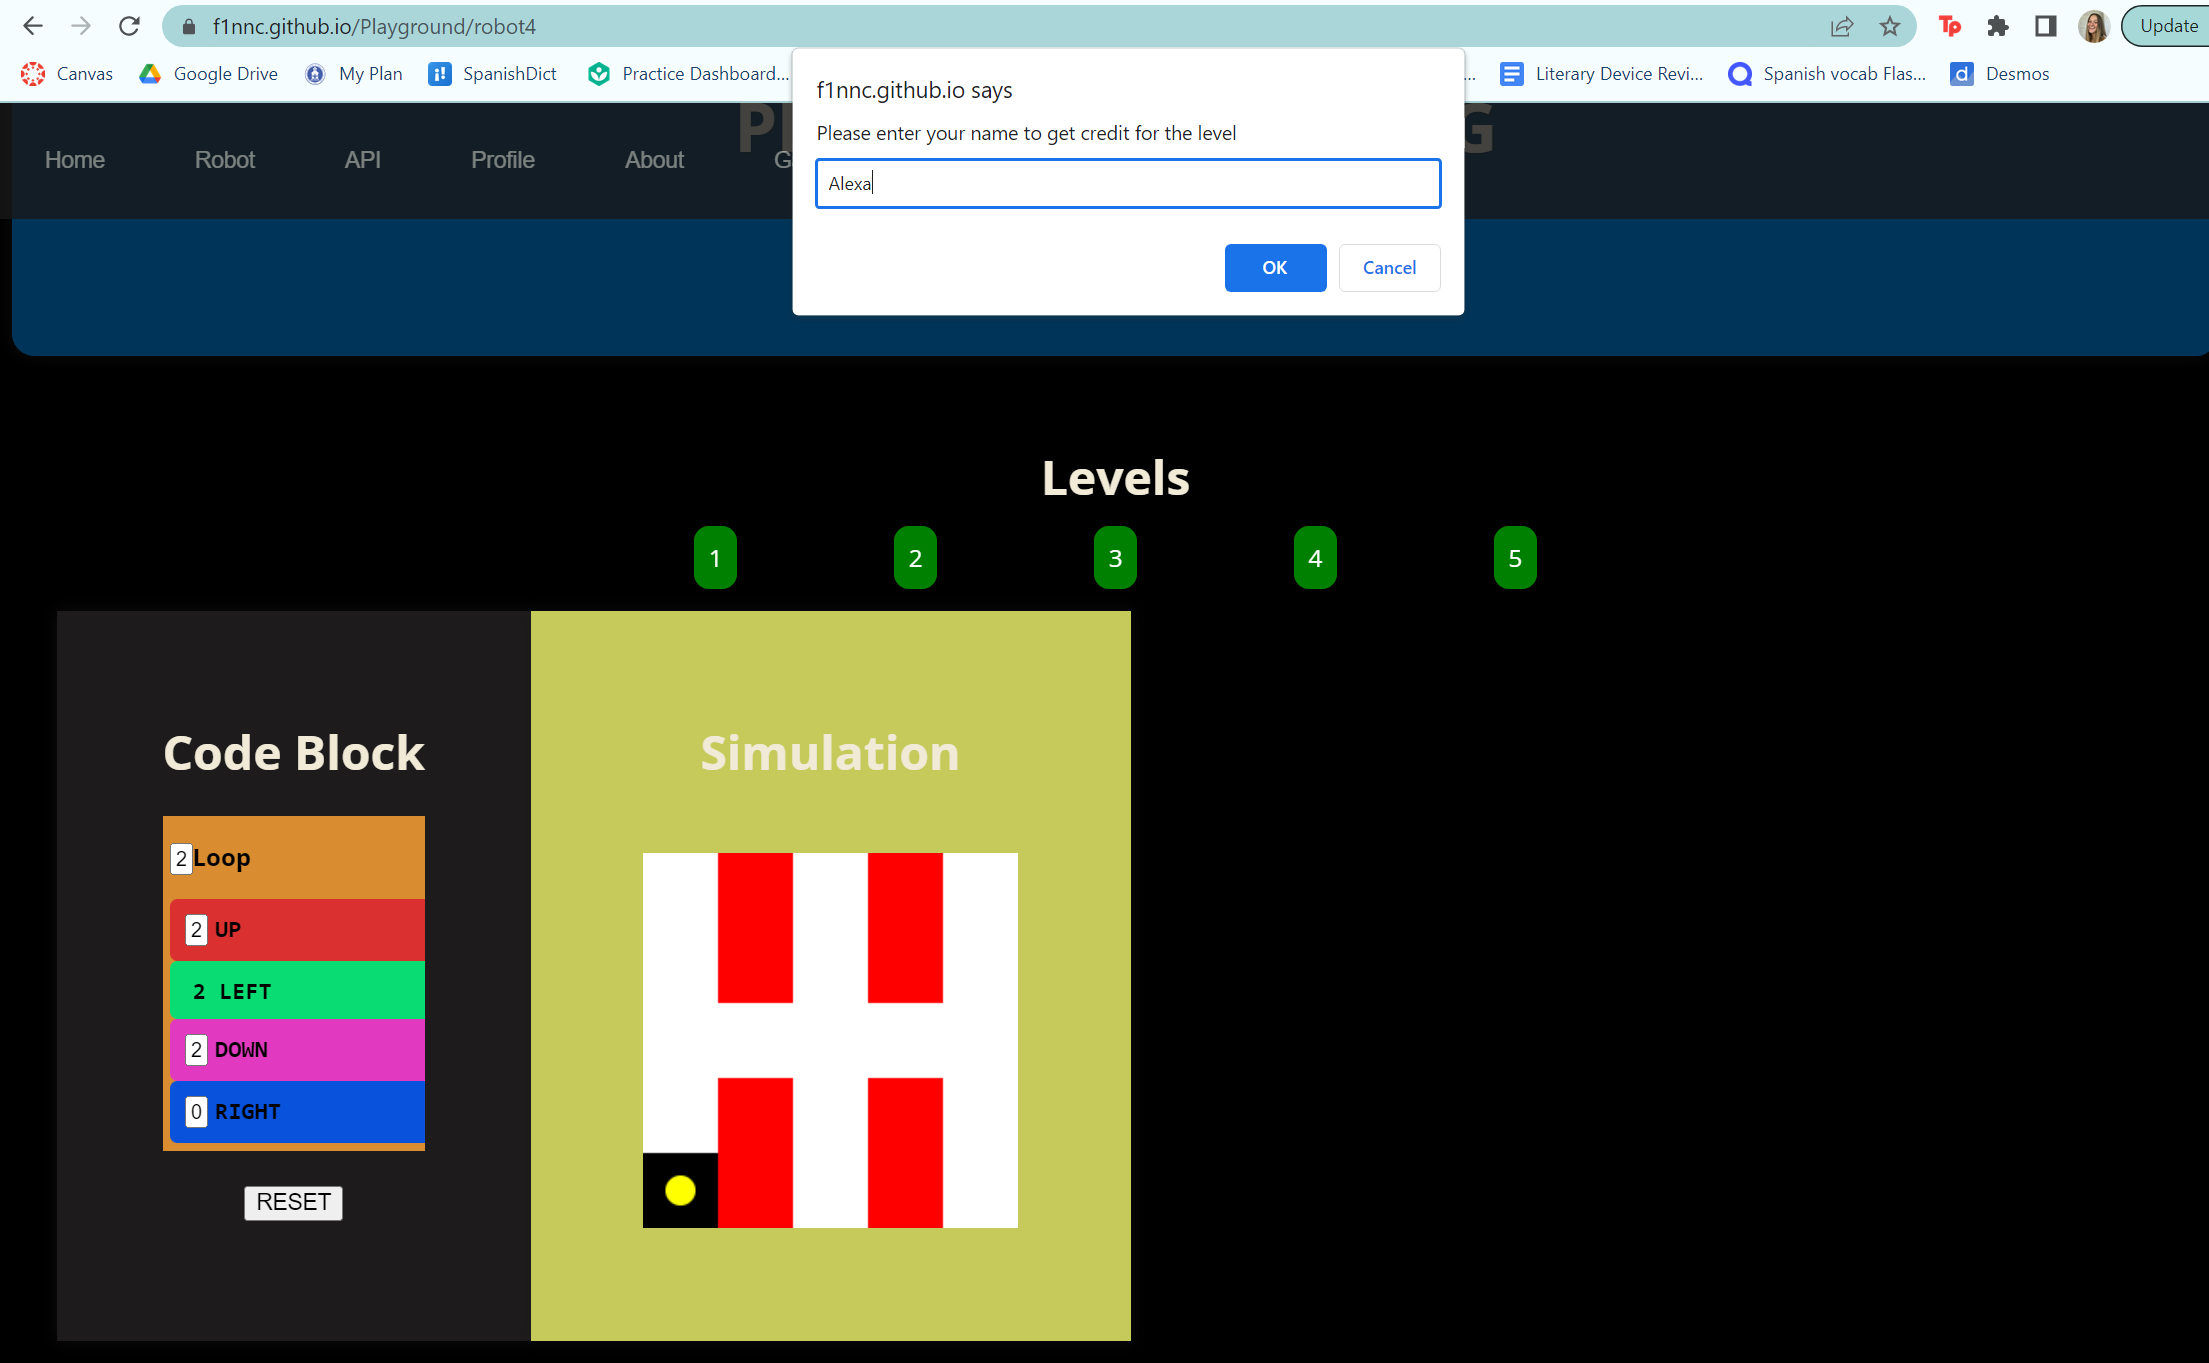 f1nnc.github.io/Playground/robot4
Tp
Update
Canvas
Google Drive
My Plan
SpanishDict
Practice Dashboard...
...
Literary Device Revi...
Spanish vocab Flas...
Desmos
f1nnc.github.io says
Please enter your name to get credit for the level
Alexa
OK
Cancel
Home
Robot
API
Profile
About
Levels
1
2
3
4
5
Code Block
2 Loop
2 UP
2 LEFT
2 DOWN
0 RIGHT
RESET
Simulation